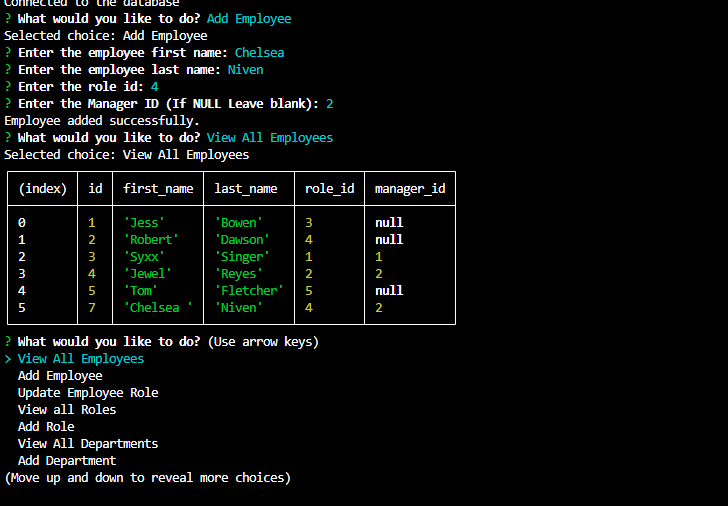 Connected to the database
? What would you like to do? Add Employee
Selected choice: Add Employee
? Enter the employee first name: Chelsea
? Enter the employee last name: Niven
? Enter the role id: 4
? Enter the Manager ID (If NULL Leave blank): 2
Employee added successfully.
? What would you like to do? View All Employees
Selected choice: View All Employees
(index) id first_name last_name role_id manager_id
0 1 'Jess' 'Bowen' 3 null
1 2 'Robert' 'Dawson' 4 null
2 3 'Syxx' 'Singer' 1 1
3 4 'Jewel' 'Reyes' 2 2
4 5 'Tom' 'Fletcher' 5 null
5 7 'Chelsea ' 'Niven' 4 2
? What would you like to do? (Use arrow keys)
> View All Employees
Add Employee
Update Employee Role
View all Roles
Add Role
View All Departments
Add Department
(Move up and down to reveal more choices)